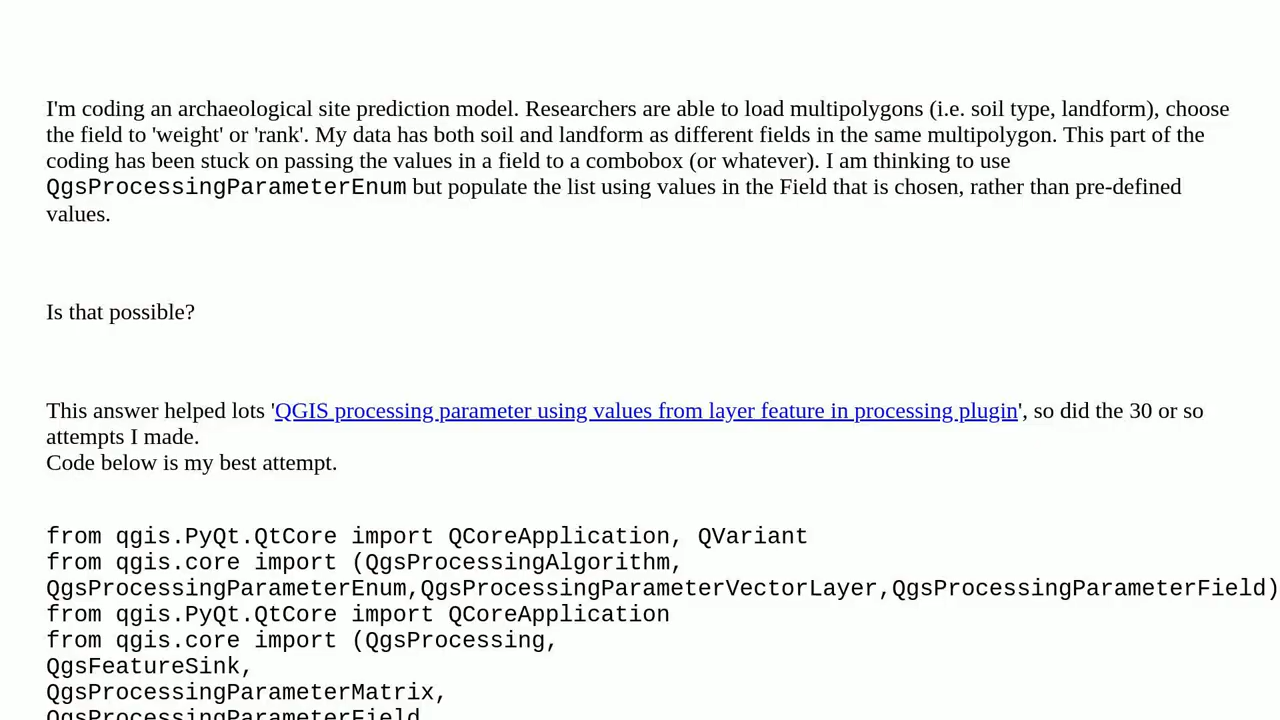 I'm coding an archaeological site prediction model. Researchers are able to load multipolygons (i.e. soil type, landform), choose
the field to 'weight' or 'rank'. My data has both soil and landform as different fields in the same multipolygon. This part of the
coding has been stuck on passing the values in a field to a combobox (or whatever). I am thinking to use
QgsProcessingParameterEnum but populate the list using values in the Field that is chosen, rather than pre-defined
values.
Is that possible?
This answer helped lots 'QGIS processing parameter using values from layer feature in processing plugin', so did the 30 or so
attempts I made.
Code below is my best attempt.
from qgis.PyQt.QtCore import QCoreApplication, QVariant
from qgis.core import (QgsProcessingAlgorithm,
QgsProcessingParameterEnum,QgsProcessingParameterVectorLayer,QgsProcessingParameterField)
from qgis.PyQt.QtCore import QCoreApplication
from qgis.core import (QgsProcessing,
QgsFeatureSink,
QgsProcessingParameterMatrix,
QgsProcessingParameterField,